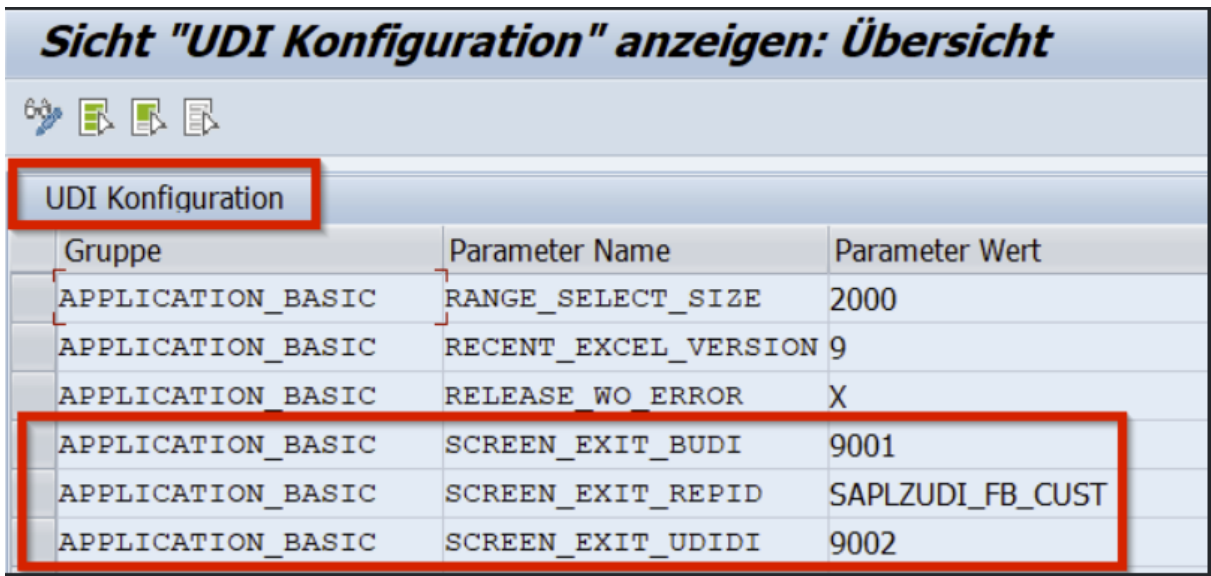 Sicht "UDI Konfiguration" anzeigen: Übersicht
UDI Konfiguration
Gruppe Parameter Name Parameter Wert
APPLICATION_BASIC RANGE_SELECT_SIZE 2000
APPLICATION_BASIC RECENT_EXCEL_VERSION 9
APPLICATION_BASIC RELEASE_WO_ERROR X
APPLICATION_BASIC SCREEN_EXIT_BUDI 9001
APPLICATION_BASIC SCREEN_EXIT_REPID SAPLZUDI_FB_CUST
APPLICATION_BASIC SCREEN_EXIT_UDIDI 9002